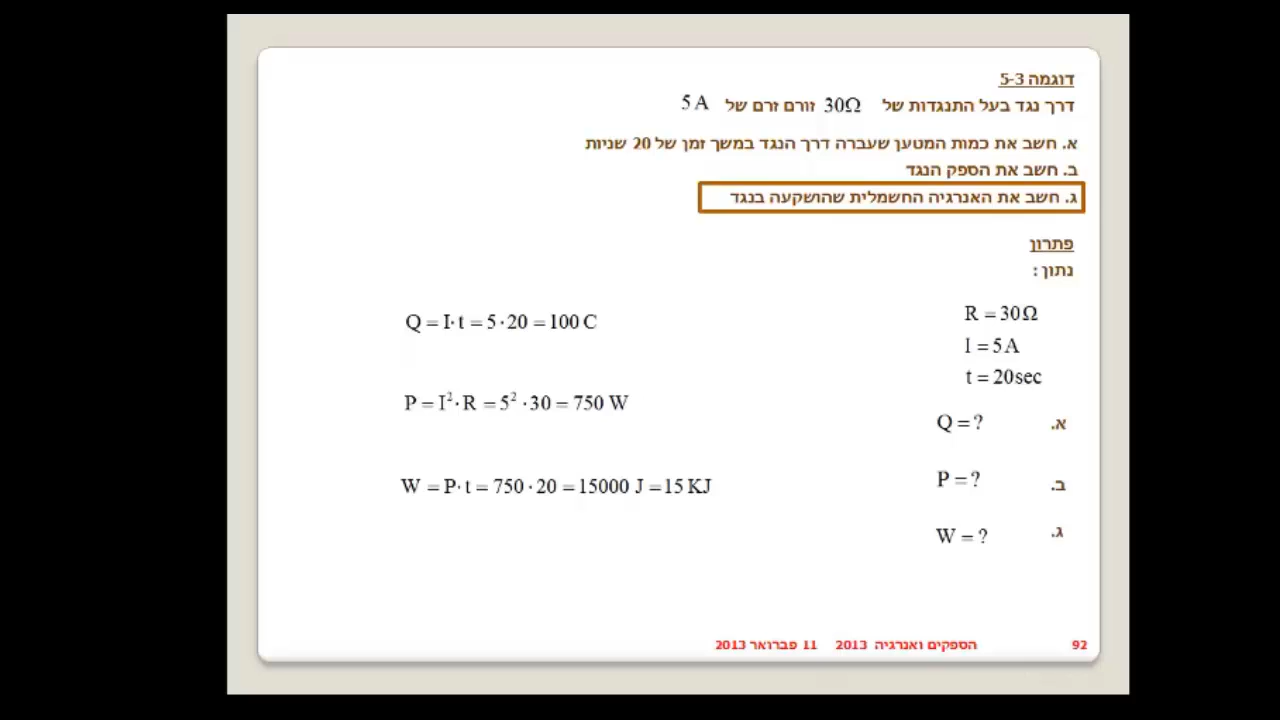 דוגמה 5-3
דרך נגד בעל התנגדות של 30Ω זורם זרם של 5 A
א. חשב את כמות המטען שעברה דרך הנגד במשך זמן של 20 שניות
ב. חשב את הספק הנגד
ג. חשב את האנרגיה החשמלית שהושקעה בנגד
פתרון
נתון :
R = 30Ω
I = 5 A
t = 20sec
א. Q = ?
Q = I·t = 5·20 = 100 C
ב. P = ?
P = I²·R = 5²·30 = 750 W
ג. W = ?
W = P·t = 750·20 = 15000 J = 15 KJ
92 הספקים ואנרגיה 2013 11 פברואר 2013